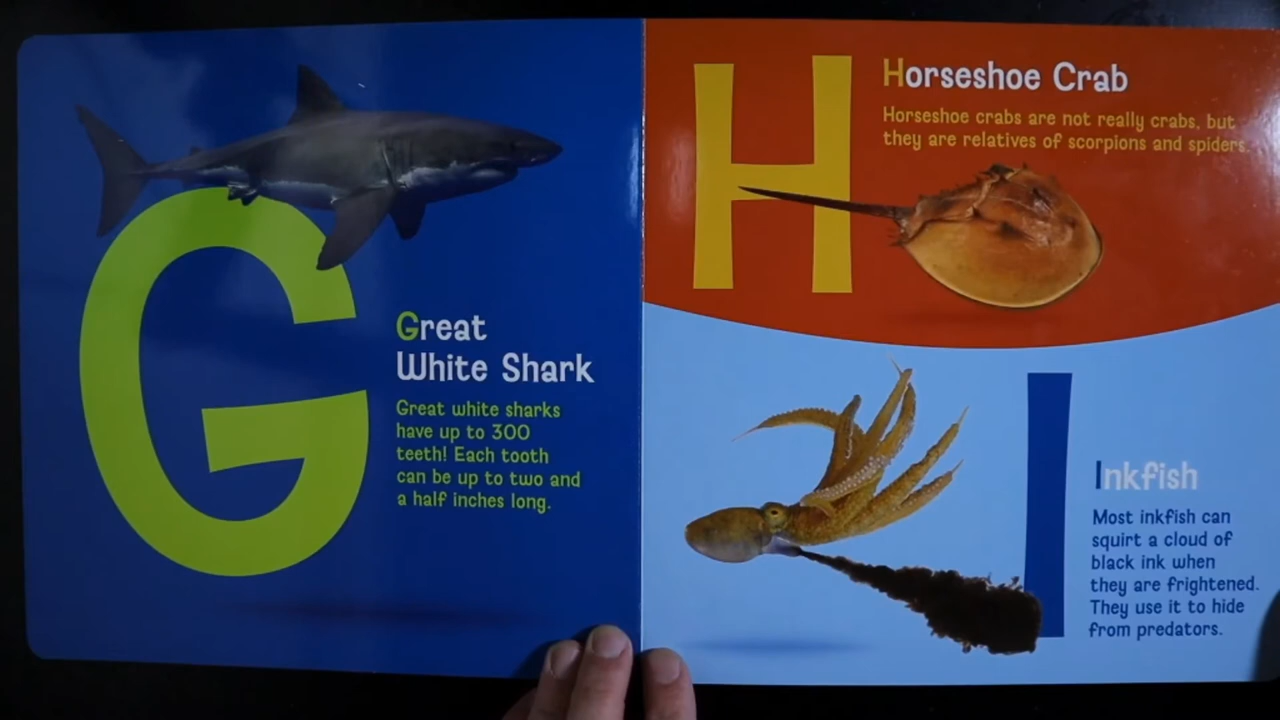 G
Great
White Shark
Great white sharks
have up to 300
teeth! Each tooth
can be up to two and
a half inches long.
H
Horseshoe Crab
Horseshoe crabs are not really crabs, but
they are relatives of scorpions and spiders.
I
Inkfish
Most inkfish can
squirt a cloud of
black ink when
they are frightened.
They use it to hide
from predators.